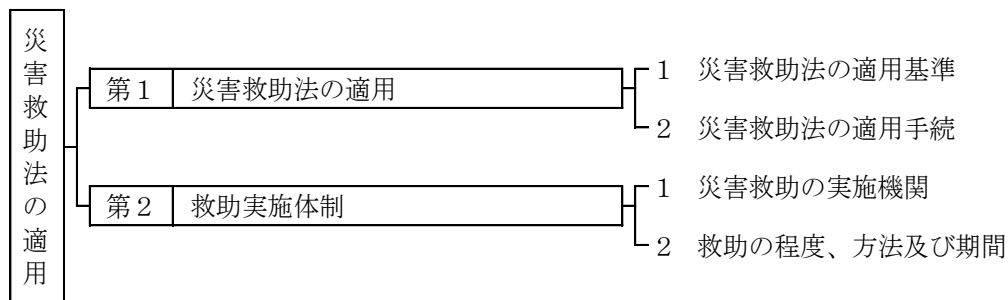 災害救助法の適用
第1 災害救助法の適用
1 災害救助法の適用基準
2 災害救助法の適用手続
第2 救助実施体制
1 災害救助の実施機関
2 救助の程度、方法及び期間